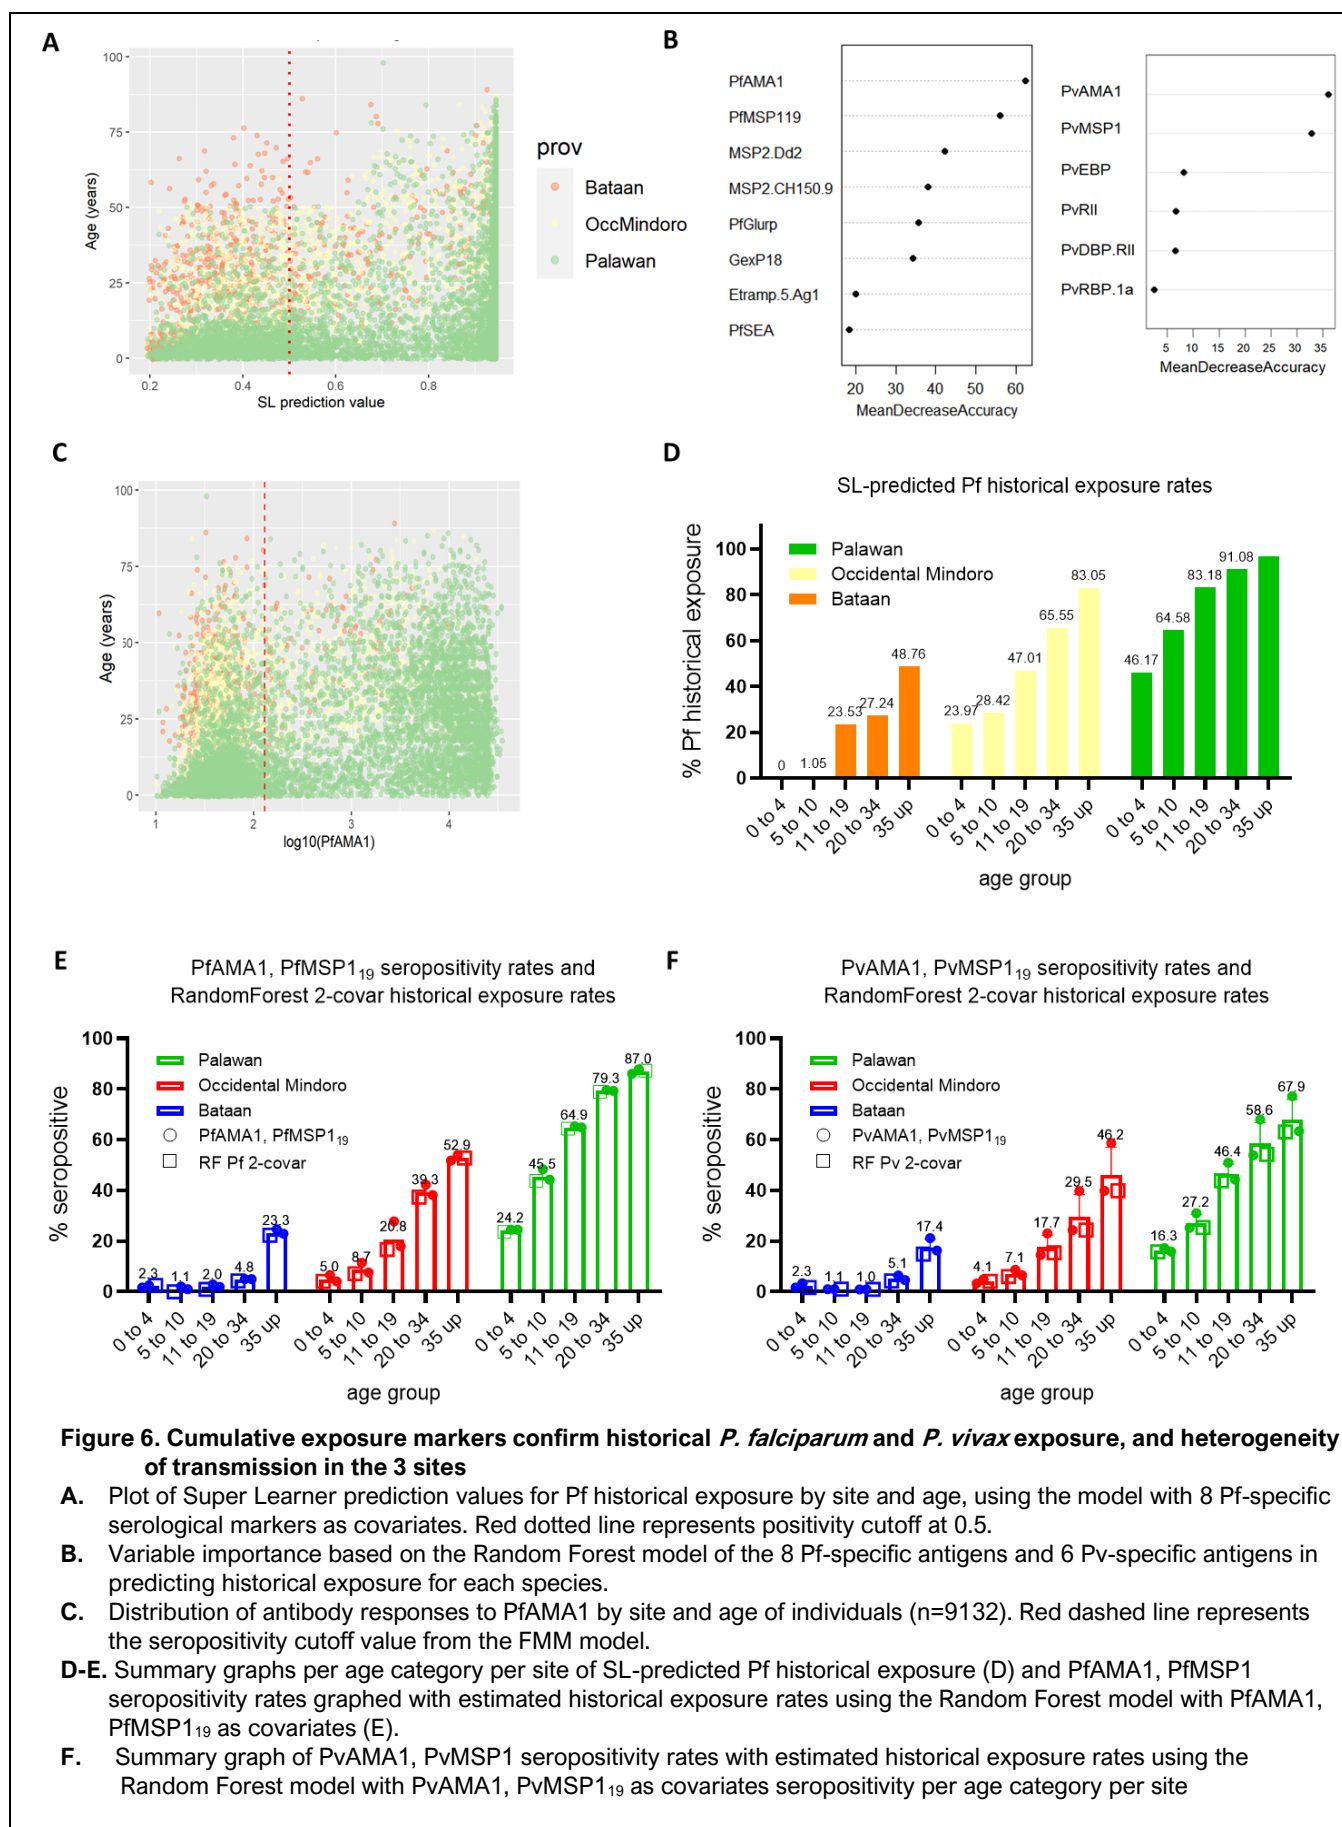 A
100
75
50
25
0
Age (years)
0.2 0.4 0.6 0.8
SL prediction value
prov
Bataan
OccMindoro
Palawan
B
PfAMA1
PfMSP119
MSP2.Dd2
MSP2.CH150.9
PfGlurp
GexP18
Etramp.5.Ag1
PfSEA
20 30 40 50 60
MeanDecreaseAccuracy
PvAMA1
PvMSP1
PvEBP
PvRII
PvDBP.RII
PvRBP.1a
5 10 15 20 25 30 35
MeanDecreaseAccuracy
C
100
75
50
25
0
Age (years)
1 2 3 4
log10(PfAMA1)
D
SL-predicted Pf historical exposure rates
% Pf historical exposure
100
80
60
40
20
0
Palawan
Occidental Mindoro
Bataan
0 1.05 23.53 27.24 48.76
23.97 28.42 47.01 65.55 83.05
46.17 64.58 83.18 91.08
0 to 4 5 to 10 11 to 19 20 to 34 35 up
0 to 4 5 to 10 11 to 19 20 to 34 35 up
0 to 4 5 to 10 11 to 19 20 to 34 35 up
age group
E
PfAMA1, PfMSP1₁₉ seropositivity rates and
RandomForest 2-covar historical exposure rates
% seropositive
100
80
60
40
20
0
Palawan
Occidental Mindoro
Bataan
PfAMA1, PfMSP1₁₉
RF Pf 2-covar
2.3 1.1 2.0 4.8 23.3
5.0 8.7 20.8 39.3 52.9
24.2 45.5 64.9 79.3 87.0
0 to 4 5 to 10 11 to 19 20 to 34 35 up
0 to 4 5 to 10 11 to 19 20 to 34 35 up
0 to 4 5 to 10 11 to 19 20 to 34 35 up
age group
F
PvAMA1, PvMSP1₁₉ seropositivity rates and
RandomForest 2-covar historical exposure rates
% seropositive
100
80
60
40
20
0
Palawan
Occidental Mindoro
Bataan
PvAMA1, PvMSP1₁₉
RF Pv 2-covar
2.3 1.1 1.0 5.1 17.4
4.1 7.1 17.7 29.5 46.2
16.3 27.2 46.4 58.6 67.9
0 to 4 5 to 10 11 to 19 20 to 34 35 up
0 to 4 5 to 10 11 to 19 20 to 34 35 up
0 to 4 5 to 10 11 to 19 20 to 34 35 up
age group
Figure 6. Cumulative exposure markers confirm historical P. falciparum and P. vivax exposure, and heterogeneity
of transmission in the 3 sites
A. Plot of Super Learner prediction values for Pf historical exposure by site and age, using the model with 8 Pf-specific
serological markers as covariates. Red dotted line represents positivity cutoff at 0.5.
B. Variable importance based on the Random Forest model of the 8 Pf-specific antigens and 6 Pv-specific antigens in
predicting historical exposure for each species.
C. Distribution of antibody responses to PfAMA1 by site and age of individuals (n=9132). Red dashed line represents
the seropositivity cutoff value from the FMM model.
D-E. Summary graphs per age category per site of SL-predicted Pf historical exposure (D) and PfAMA1, PfMSP1
seropositivity rates graphed with estimated historical exposure rates using the Random Forest model with PfAMA1,
PfMSP1₁₉ as covariates (E).
F. Summary graph of PvAMA1, PvMSP1 seropositivity rates with estimated historical exposure rates using the
Random Forest model with PvAMA1, PvMSP1₁₉ as covariates seropositivity per age category per site